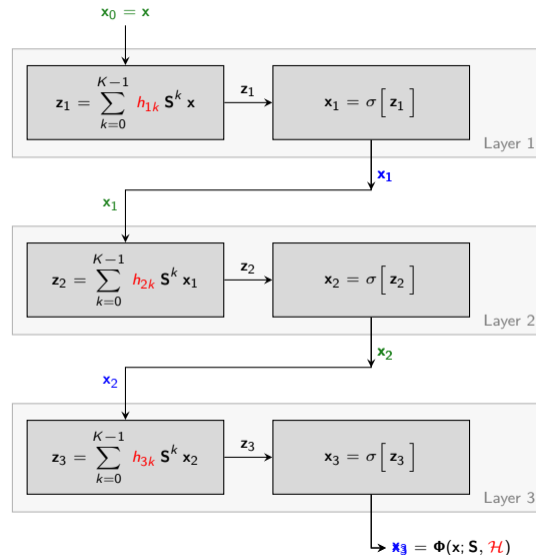 x₀ = x
z₁ = ∑_{k=0}^{K−1} h₁ₖ Sᵏ x
z₁
x₁ = σ[z₁]
Layer 1
x₁
x₁
z₂ = ∑_{k=0}^{K−1} h₂ₖ Sᵏ x₁
z₂
x₂ = σ[z₂]
Layer 2
x₂
x₂
z₃ = ∑_{k=0}^{K−1} h₃ₖ Sᵏ x₂
z₃
x₃ = σ[z₃]
Layer 3
x₃ = Φ(x; S, ℋ)